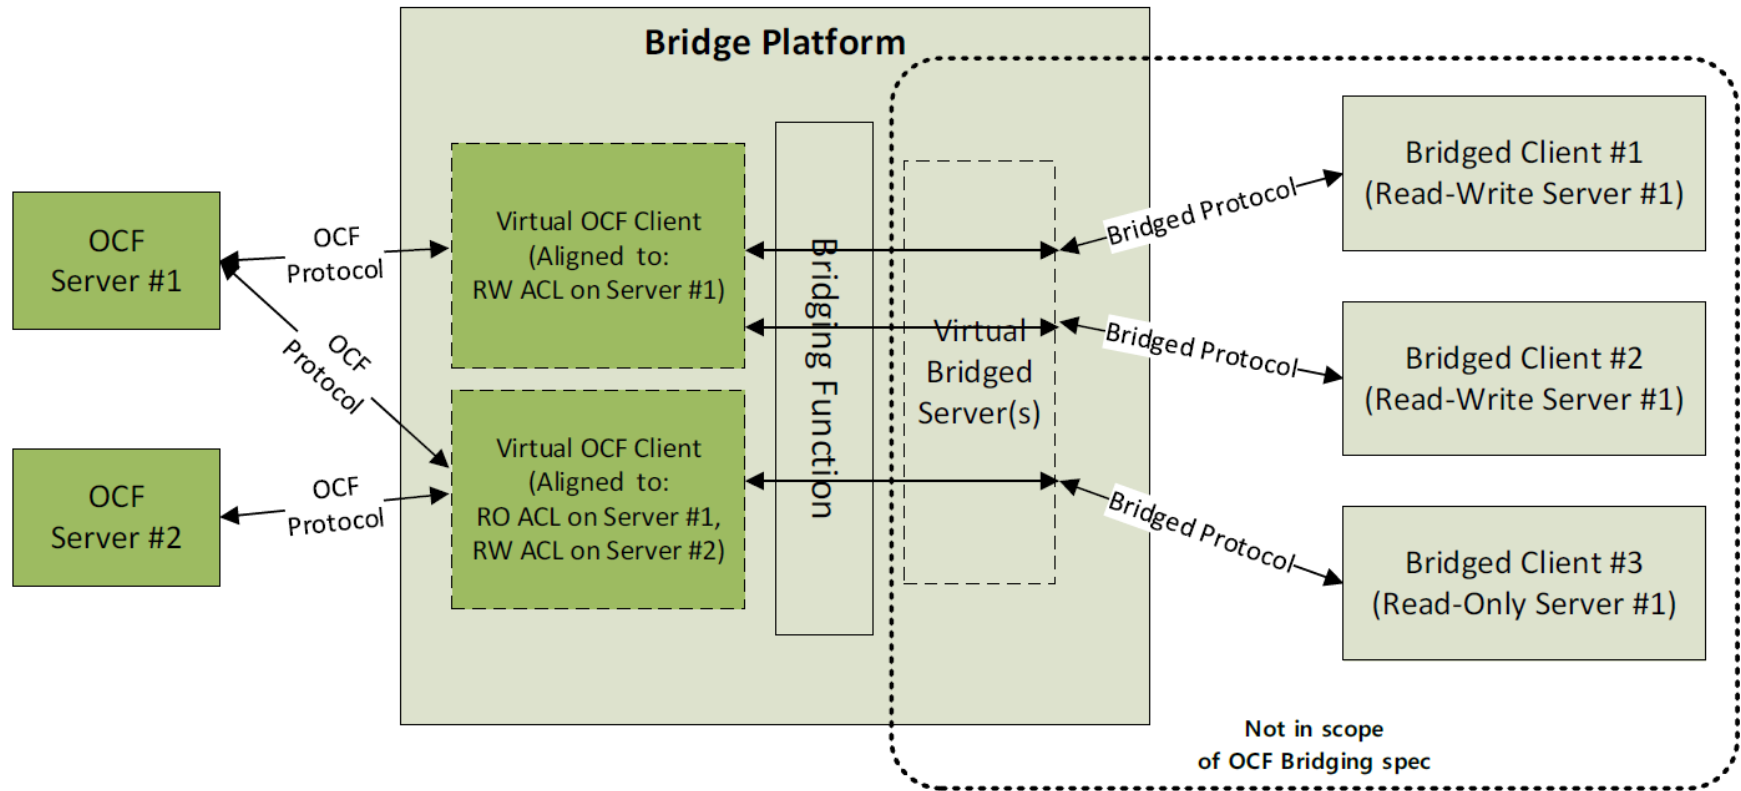 Bridge Platform
OCF
Server #1
OCF
Server #2
OCF
Protocol
OCF
Protocol
OCF
Protocol
Virtual OCF Client
(Aligned to:
RW ACL on Server #1)
Virtual OCF Client
(Aligned to:
RO ACL on Server #1,
RW ACL on Server #2)
Bridging Function
Virtual
Bridged
Server(s)
Bridged Protocol
Bridged Protocol
Bridged Protocol
Bridged Client #1
(Read-Write Server #1)
Bridged Client #2
(Read-Write Server #1)
Bridged Client #3
(Read-Only Server #1)
Not in scope
of OCF Bridging spec